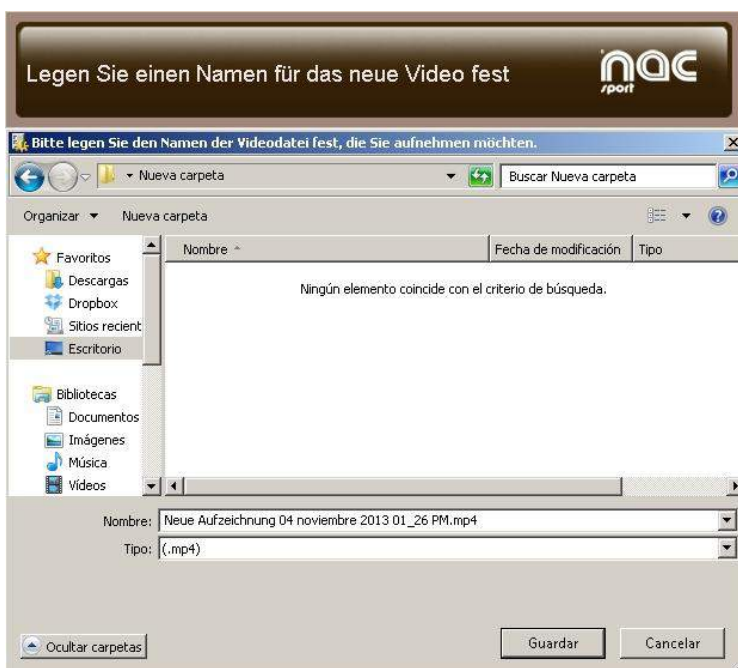 Legen Sie einen Namen für das neue Video fest
nac
sport
Bitte legen Sie den Namen der Videodatei fest, die Sie aufnehmen möchten.
Nueva carpeta
Buscar Nueva carpeta
Organizar
Nueva carpeta
Favoritos
Descargas
Dropbox
Sitios recient
Escritorio
Bibliotecas
Documentos
Imágenes
Música
Vídeos
Nombre
Fecha de modificación
Tipo
Ningún elemento coincide con el criterio de búsqueda.
Nombre: Neue Aufzeichnung 04 noviembre 2013 01_26 PM.mp4
Tipo: (.mp4)
Ocultar carpetas
Guardar
Cancelar